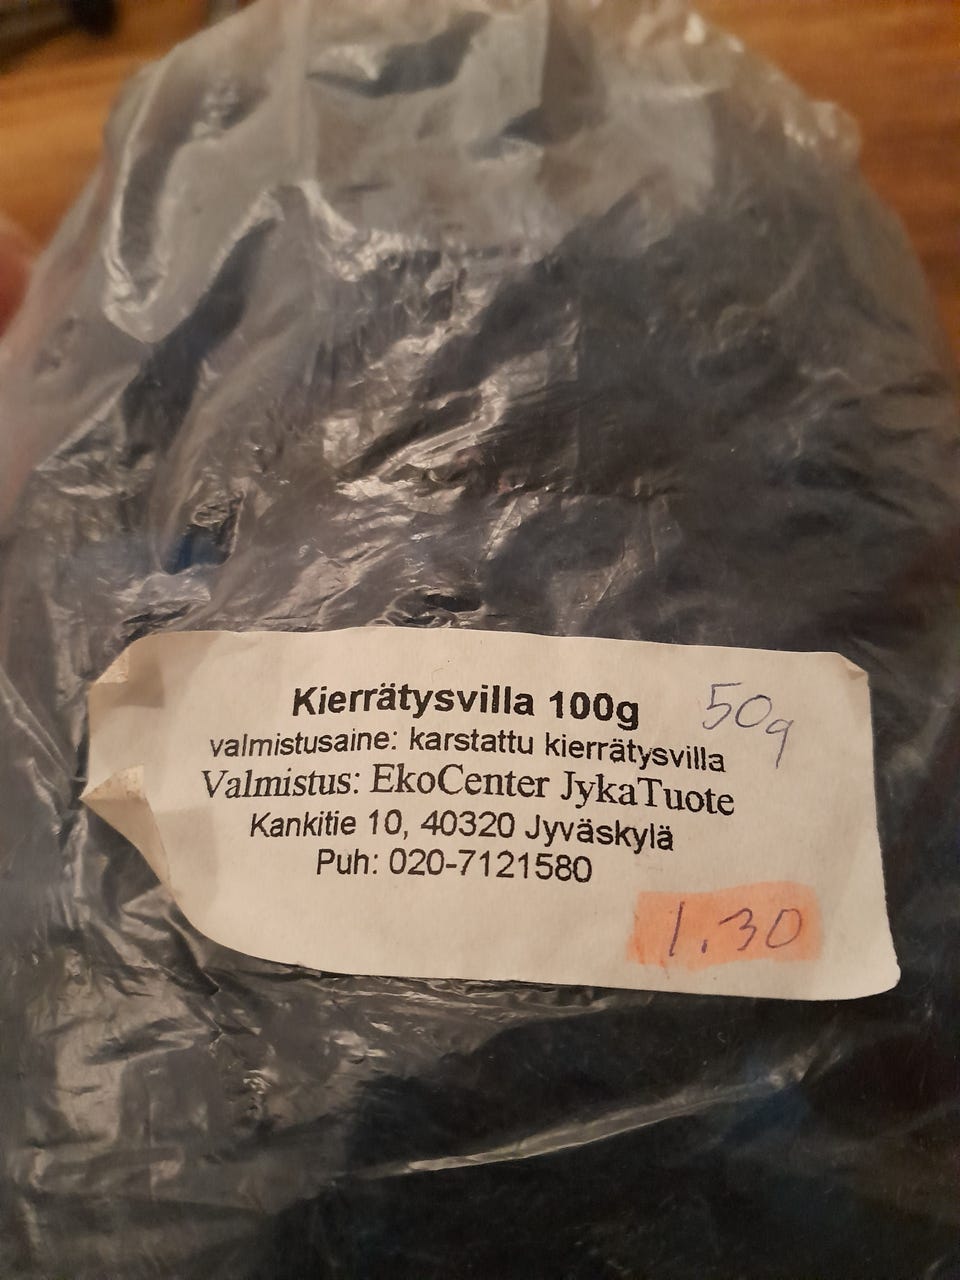 Kierrätysvilla 100g 50g
valmistusaine: karstattu kierrätysvilla
Valmistus: EkoCenter JykaTuote
Kankitie 10, 40320 Jyväskylä
Puh: 020-7121580
1.30